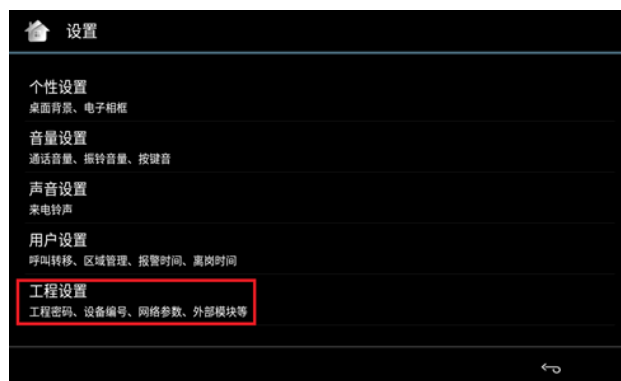 设置
个性设置
桌面背景、电子相框
音量设置
通话音量、振铃音量、按键音
声音设置
来电铃声
用户设置
呼叫转移、区域管理、报警时间、离岗时间
工程设置
工程密码、设备编号、网络参数、外部模块等